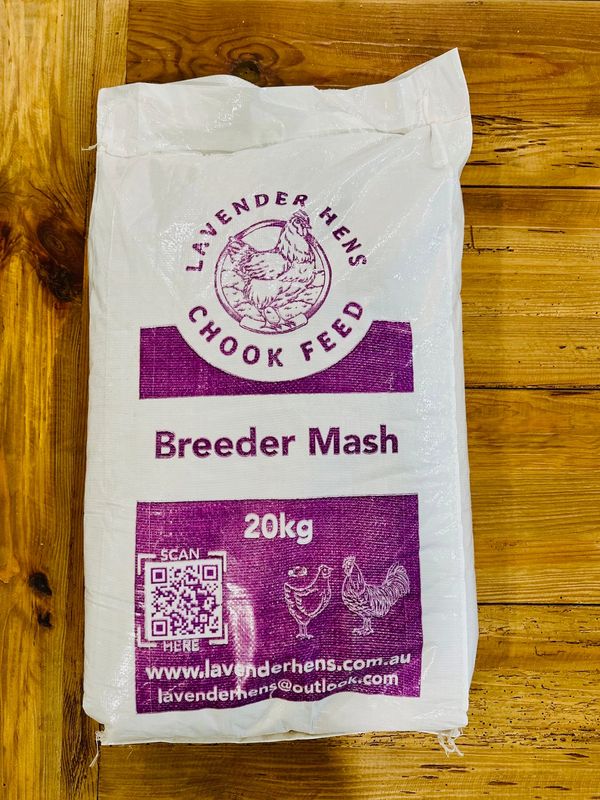 LAVENDER HENS
CHOOK FEED
Breeder Mash
20kg
SCAN
HERE
www.lavenderhens.com.au
lavenderhens@outlook.com